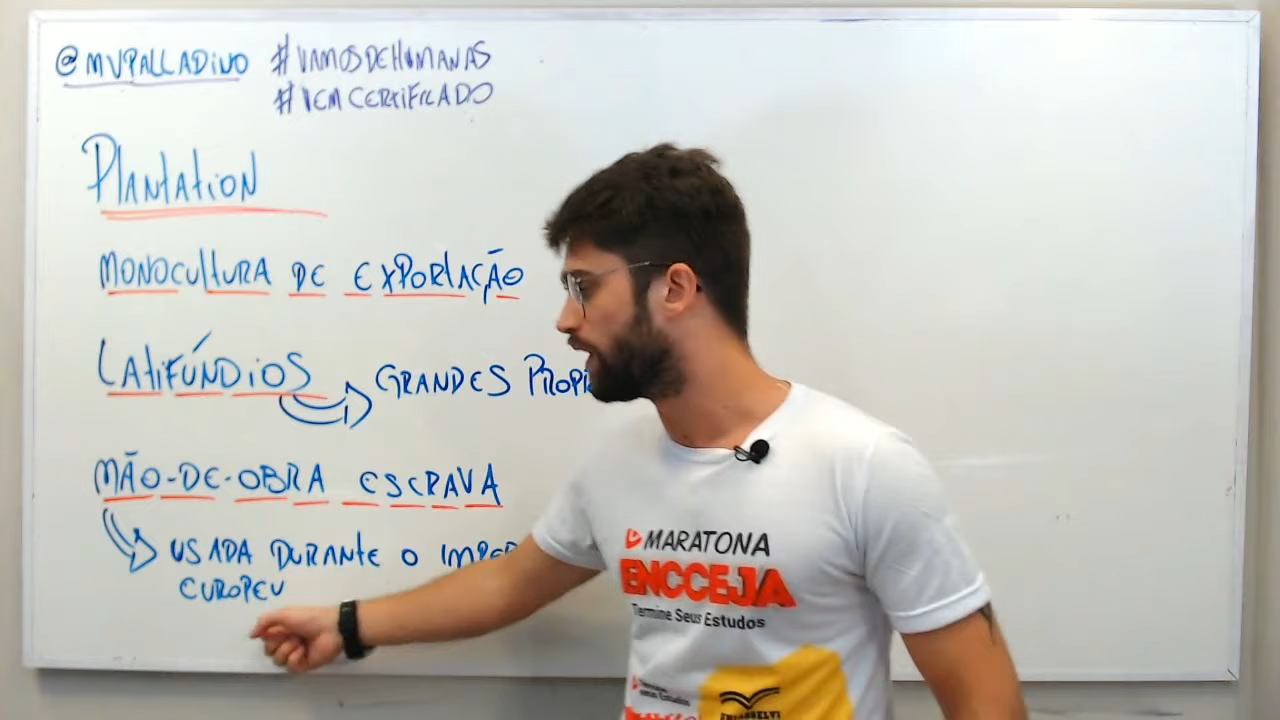 @MVPALLADINO #VAMOSDEHUMANAS
#VEMCERTIFICADO
PLANTATION
MONOCULTURA DE EXPORTAÇÃO
LATIFÚNDIOS GRANDES
MÃO-DE-OBRA ESCRAVA
USADA DURANTE O
EUROPEU
MARATONA
ENCCEJA
Termine Seus Estudos